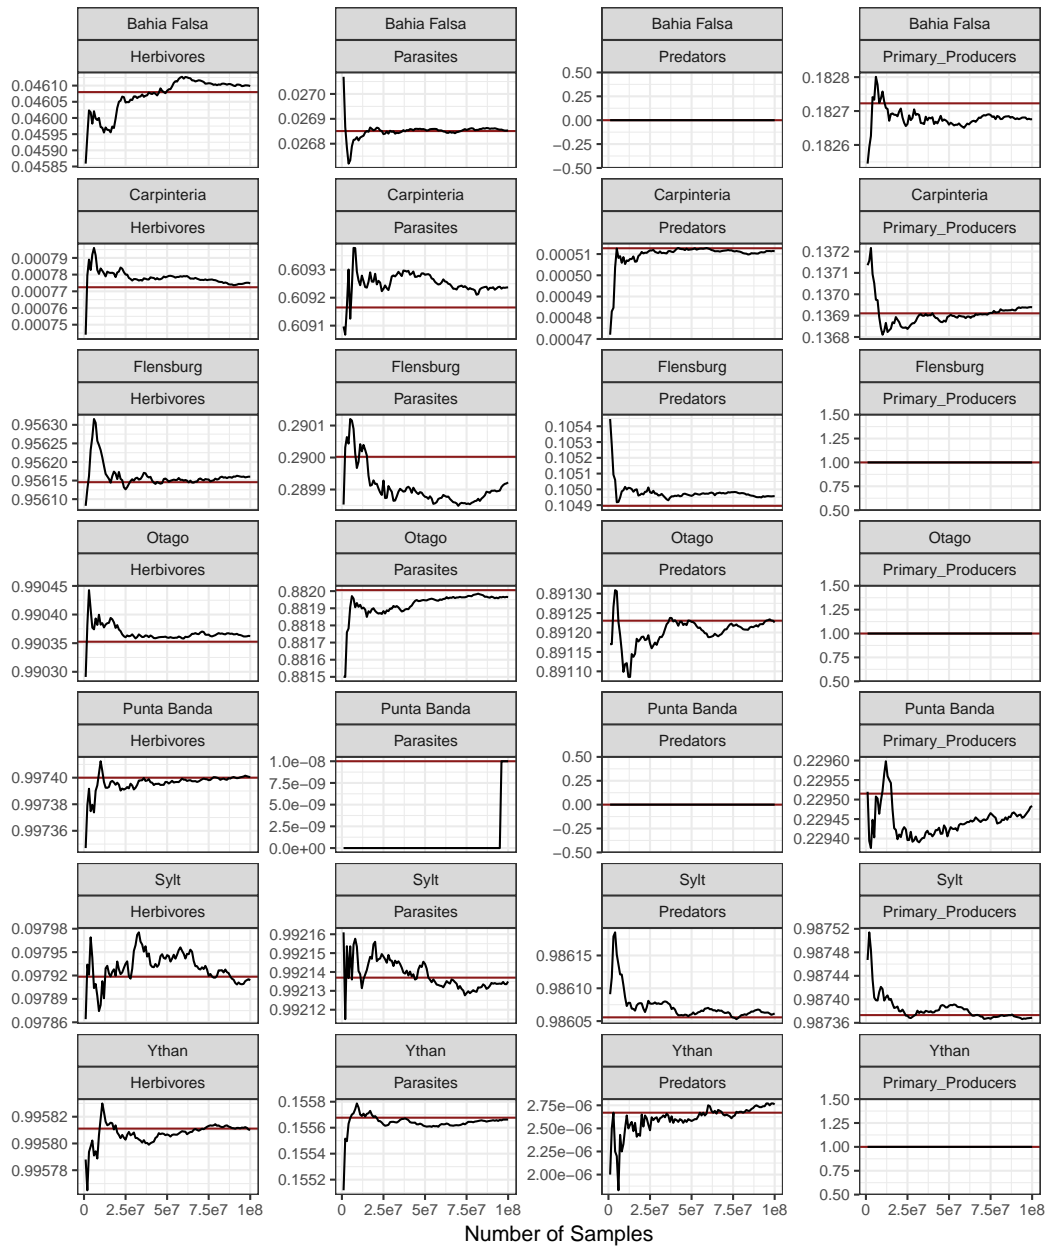 Bahia Falsa Bahia Falsa Bahia Falsa Bahia Falsa
Herbivores Parasites Predators Primary_Producers
0.04610 0.04605 0.04600 0.04595 0.04590 0.04585
0.0270 0.0269 0.0268
0.50 0.25 0.00 −0.25 −0.50
0.1828 0.1827 0.1826
Carpinteria Carpinteria Carpinteria Carpinteria
Herbivores Parasites Predators Primary_Producers
0.00079 0.00078 0.00077 0.00076 0.00075
0.6093 0.6092 0.6091
0.00051 0.00050 0.00049 0.00048 0.00047
0.1372 0.1371 0.1370 0.1369 0.1368
Flensburg Flensburg Flensburg Flensburg
Herbivores Parasites Predators Primary_Producers
0.95630 0.95625 0.95620 0.95615 0.95610
0.2901 0.2900 0.2899
0.1054 0.1053 0.1052 0.1051 0.1050 0.1049
1.50 1.25 1.00 0.75 0.50
Otago Otago Otago Otago
Herbivores Parasites Predators Primary_Producers
0.99045 0.99040 0.99035 0.99030
0.8820 0.8819 0.8818 0.8817 0.8816 0.8815
0.89130 0.89125 0.89120 0.89115 0.89110
1.50 1.25 1.00 0.75 0.50
Punta Banda Punta Banda Punta Banda Punta Banda
Herbivores Parasites Predators Primary_Producers
0.99740 0.99738 0.99736
1.0e−08 7.5e−09 5.0e−09 2.5e−09 0.0e+00
0.50 0.25 0.00 −0.25 −0.50
0.22960 0.22955 0.22950 0.22945 0.22940
Sylt Sylt Sylt Sylt
Herbivores Parasites Predators Primary_Producers
0.09798 0.09795 0.09792 0.09789 0.09786
0.99216 0.99215 0.99214 0.99213 0.99212
0.98615 0.98610 0.98605
0.98752 0.98748 0.98744 0.98740 0.98736
Ythan Ythan Ythan Ythan
Herbivores Parasites Predators Primary_Producers
0.99582 0.99580 0.99578
0.1558 0.1556 0.1554 0.1552
2.75e−06 2.50e−06 2.25e−06 2.00e−06
1.50 1.25 1.00 0.75 0.50
0 2.5e7 5e7 7.5e7 1e8 0 2.5e7 5e7 7.5e7 1e8 0 2.5e7 5e7 7.5e7 1e8 0 2.5e7 5e7 7.5e7 1e8
Number of Samples